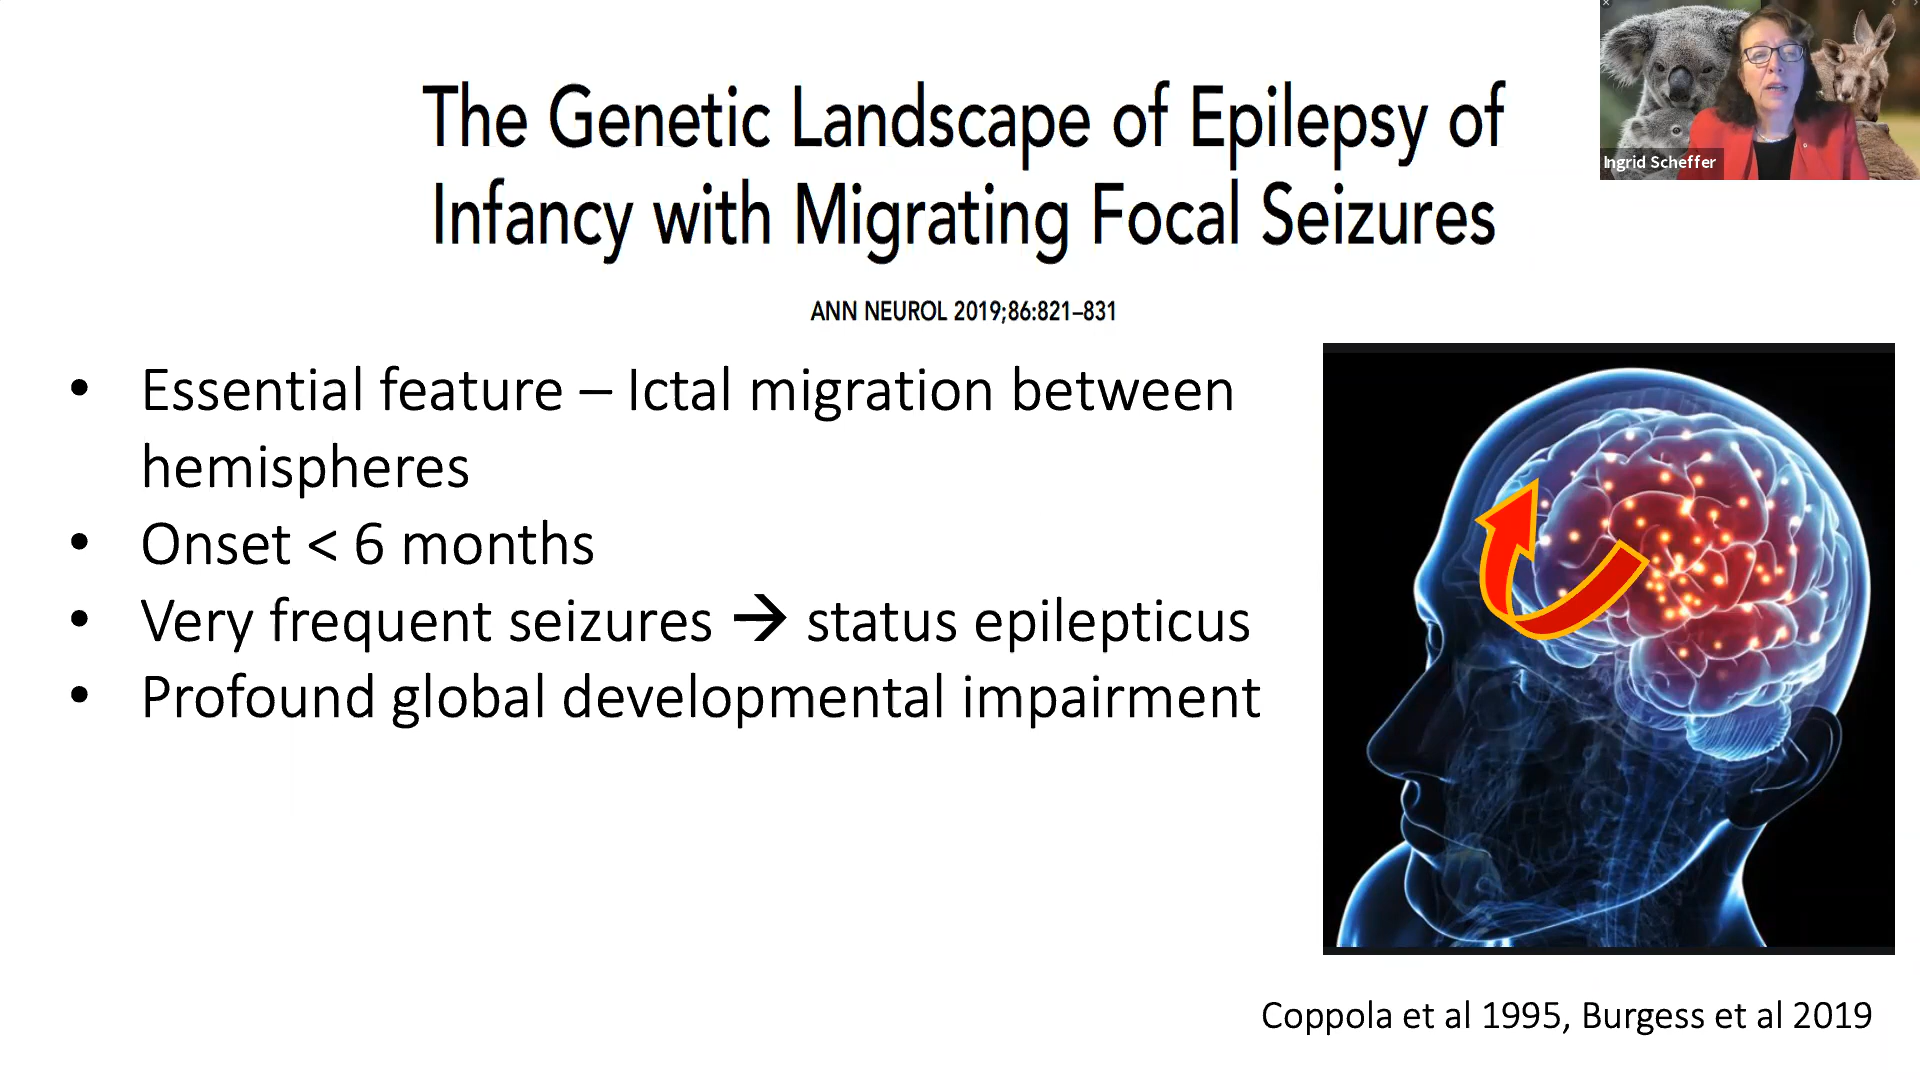 The Genetic Landscape of Epilepsy of
Infancy with Migrating Focal Seizures
Ingrid Scheffer
ANN NEUROL 2019;86:821–831
• Essential feature – Ictal migration between
hemispheres
• Onset < 6 months
• Very frequent seizures → status epilepticus
• Profound global developmental impairment
Coppola et al 1995, Burgess et al 2019